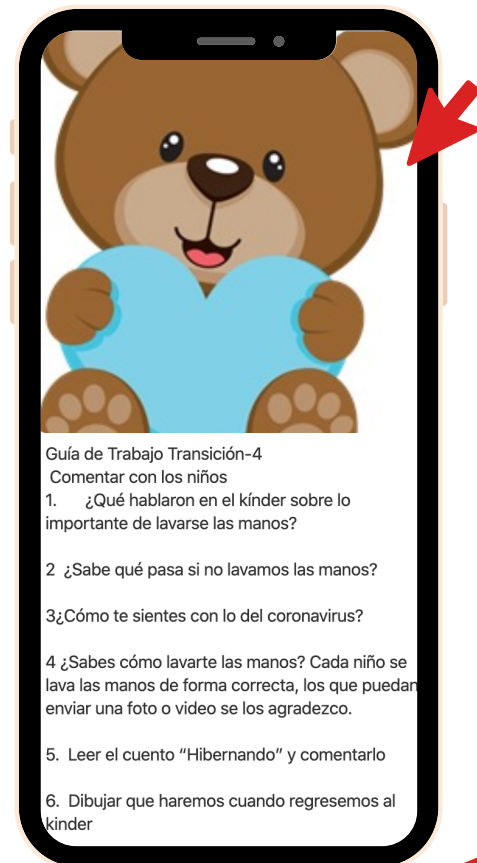 Guía de Trabajo Transición-4
Comentar con los niños
1. ¿Qué hablaron en el kínder sobre lo
importante de lavarse las manos?
2 ¿Sabe qué pasa si no lavamos las manos?
3¿Cómo te sientes con lo del coronavirus?
4 ¿Sabes cómo lavarte las manos? Cada niño se
lava las manos de forma correcta, los que puedan
enviar una foto o video se los agradezco.
5. Leer el cuento “Hibernando” y comentarlo
6. Dibujar que haremos cuando regresemos al
kinder